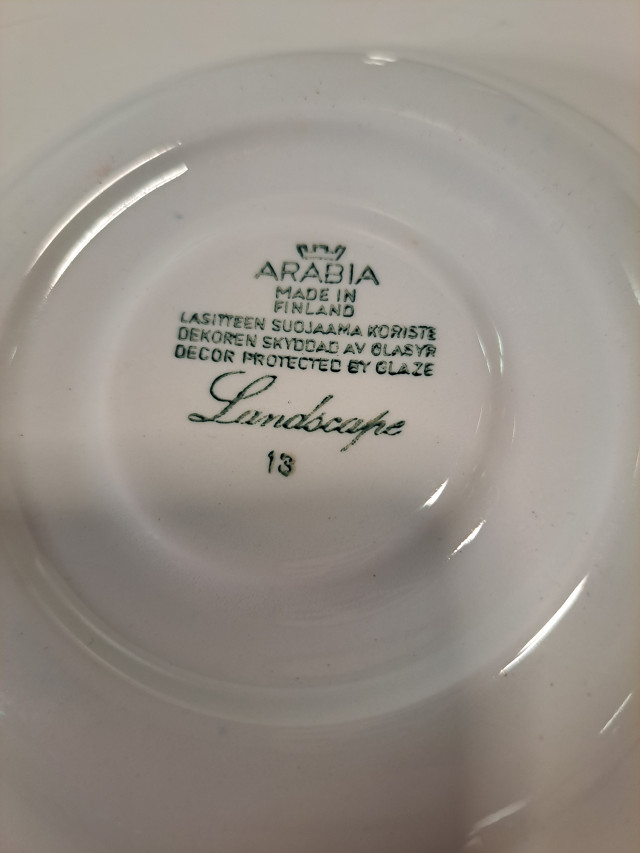 ARABIA
MADE IN
FINLAND
LASITTEEN SUOJAAMA KORISTE
DEKOREN SKYDDAD AV GLASYR
DECOR PROTECTED BY GLAZE
Landscape
13